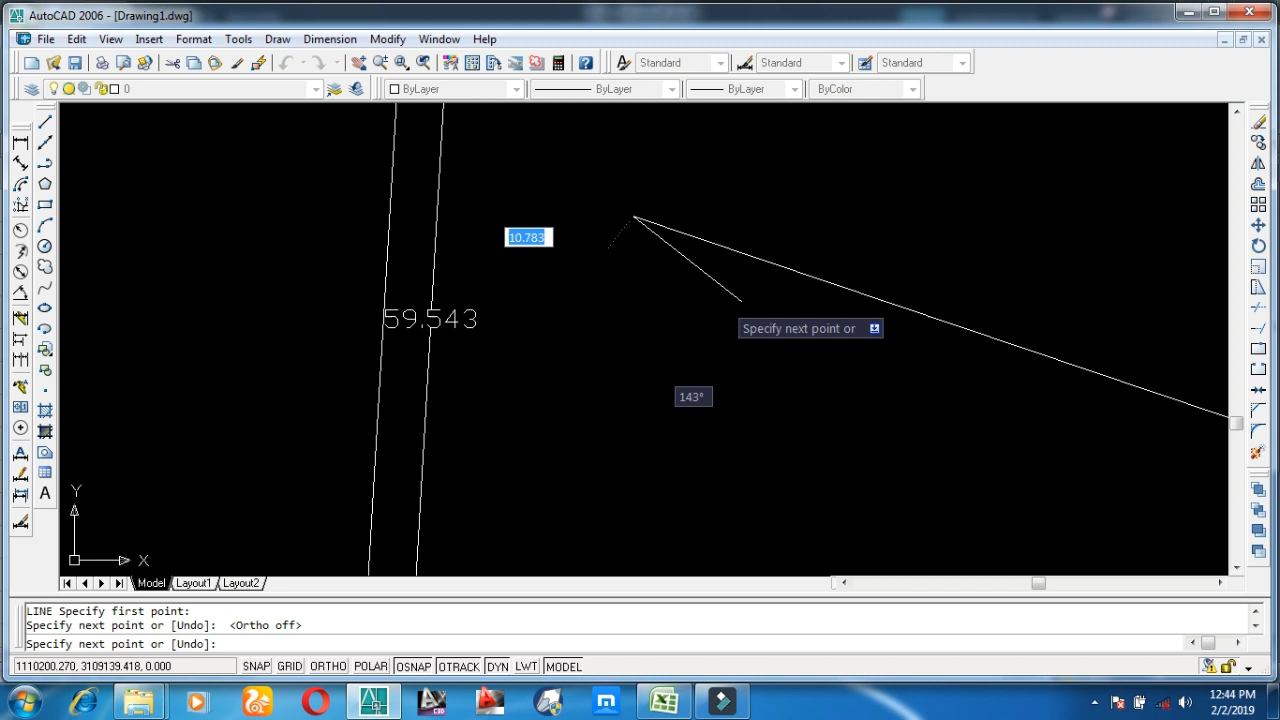 AutoCAD 2006 - [Drawing1.dwg]
File Edit View Insert Format Tools Draw Dimension Modify Window Help
Standard Standard Standard
0 ByLayer ByLayer ByLayer ByColor
10.783
59.543
Specify next point or
143°
Y
X
Model Layout1 Layout2
LINE Specify first point:
Specify next point or [Undo]: <Ortho off>
Specify next point or [Undo]:
1110200.270, 3109139.418, 0.000 SNAP GRID ORTHO POLAR OSNAP OTRACK DYN LWT MODEL
12:44 PM
2/2/2019